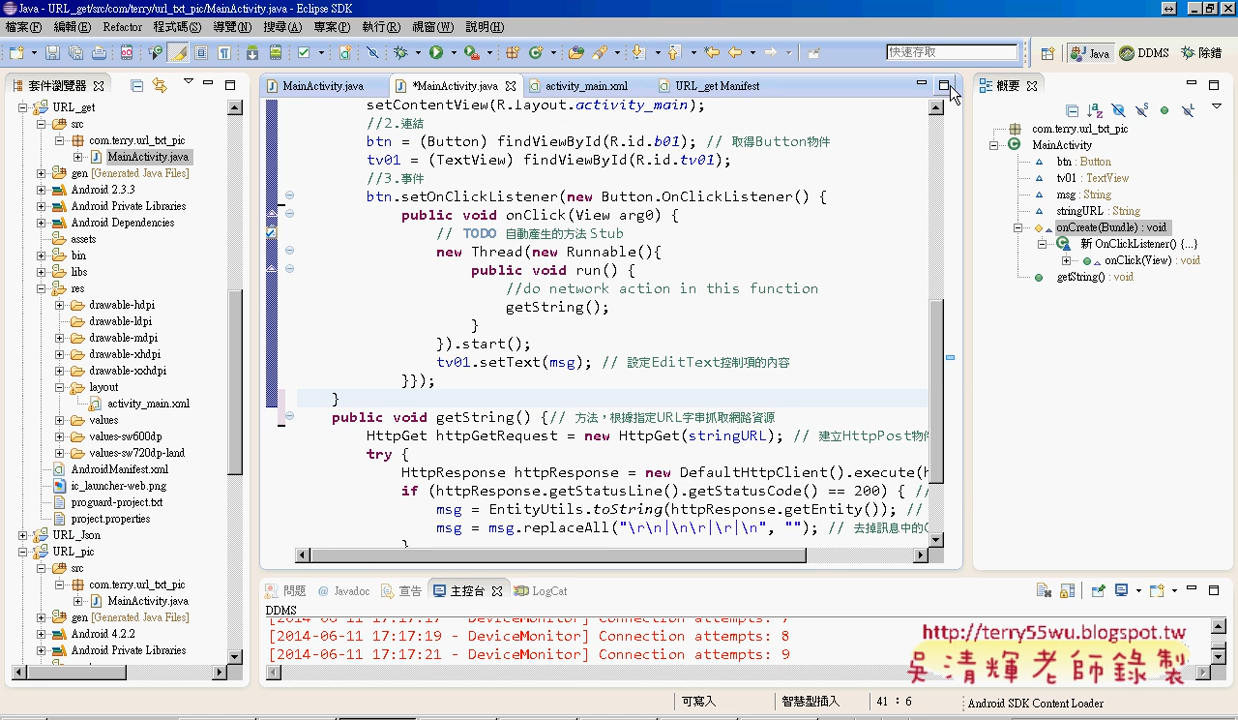 Java - URL_get/src/com/terry/url_txt_pic/MainActivity.java - Eclipse SDK
檔案(F) 編輯(E) Refactor 程式碼(S) 導覽(N) 搜尋(A) 專案(P) 執行(R) 視窗(W) 說明(H)
快速存取 Java DDMS 除錯
套件瀏覽器
URL_get
src
com.terry.url_txt_pic
MainActivity.java
gen [Generated Java Files]
Android 2.3.3
Android Private Libraries
Android Dependencies
assets
bin
libs
res
drawable-hdpi
drawable-ldpi
drawable-mdpi
drawable-xhdpi
drawable-xxhdpi
layout
activity_main.xml
values
values-sw600dp
values-sw720dp-land
AndroidManifest.xml
ic_launcher-web.png
proguard-project.txt
project.properties
URL_Json
URL_pic
src
com.terry.url_txt_pic
MainActivity.java
gen [Generated Java Files]
Android 4.2.2
Android Private Libraries
MainActivity.java *MainActivity.java activity_main.xml URL_get Manifest
setContentView(R.layout.activity_main);
//2.連結
btn = (Button) findViewById(R.id.b01); // 取得Button物件
tv01 = (TextView) findViewById(R.id.tv01);
//3.事件
btn.setOnClickListener(new Button.OnClickListener() {
public void onClick(View arg0) {
// TODO 自動產生的方法 Stub
new Thread(new Runnable(){
public void run() {
//do network action in this function
getString();
}
}).start();
tv01.setText(msg); // 設定EditText控制項的內容
}});
}
public void getString() {// 方法，根據指定URL字串抓取網路資源
HttpGet httpGetRequest = new HttpGet(stringURL); // 建立HttpPost物件
try {
HttpResponse httpResponse = new DefaultHttpClient().execute(h
if (httpResponse.getStatusLine().getStatusCode() == 200) { //
msg = EntityUtils.toString(httpResponse.getEntity()); //
msg = msg.replaceAll("\r\n|\n\r|\r|\n", ""); // 去掉訊息中的
}
概要
com.terry.url_txt_pic
MainActivity
btn : Button
tv01 : TextView
msg : String
stringURL : String
onCreate(Bundle) : void
新 OnClickListener() {...}
onClick(View) : void
getString() : void
問題 Javadoc 宣告 主控台 LogCat
DDMS
[2014-06-11 17:17:17 - DeviceMonitor] Connection attempts: 7
[2014-06-11 17:17:19 - DeviceMonitor] Connection attempts: 8
[2014-06-11 17:17:21 - DeviceMonitor] Connection attempts: 9
http://terry55wu.blogspot.tw
吳清輝老師錄製
可寫入 智慧型插入 41 : 6 Android SDK Content Loader